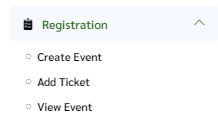 Registration
Create Event
Add Ticket
View Event